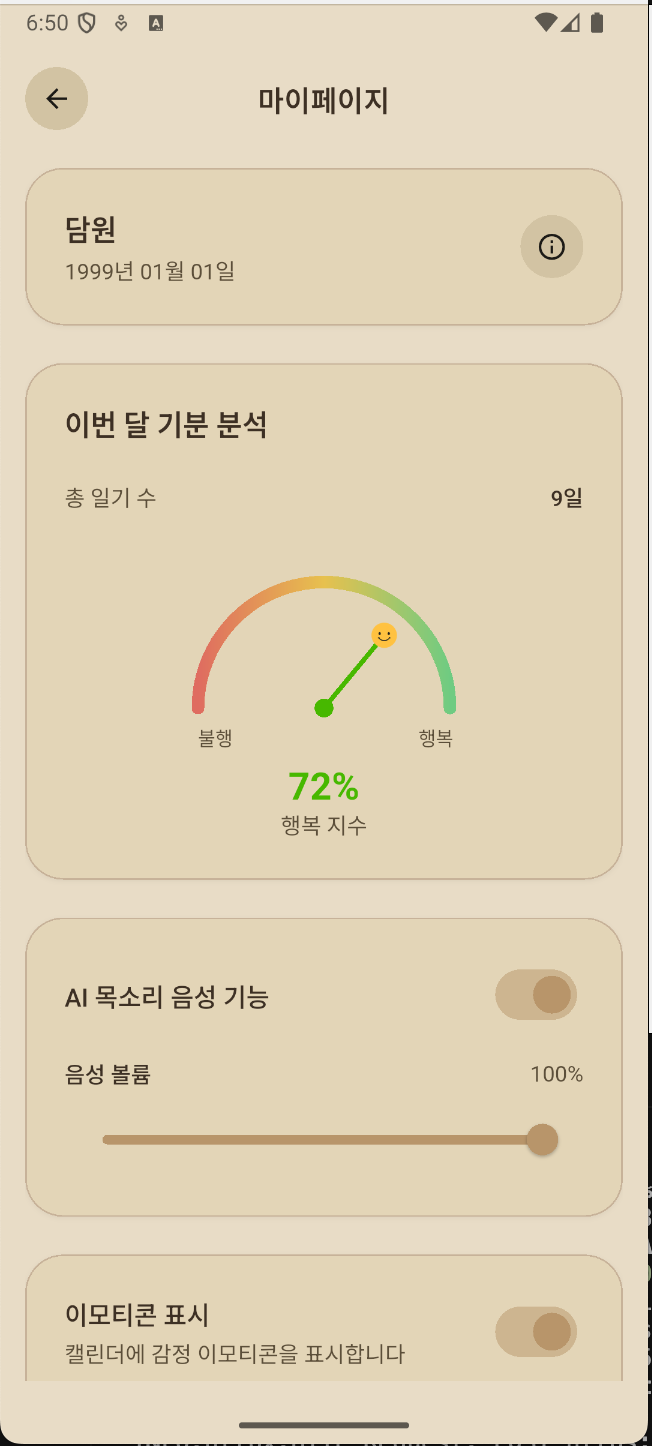 6:50
마이페이지
담원
1999년 01월 01일
이번 달 기분 분석
총 일기 수 9일
불행 행복
72%
행복 지수
AI 목소리 음성 기능
음성 볼륨 100%
이모티콘 표시
캘린더에 감정 이모티콘을 표시합니다